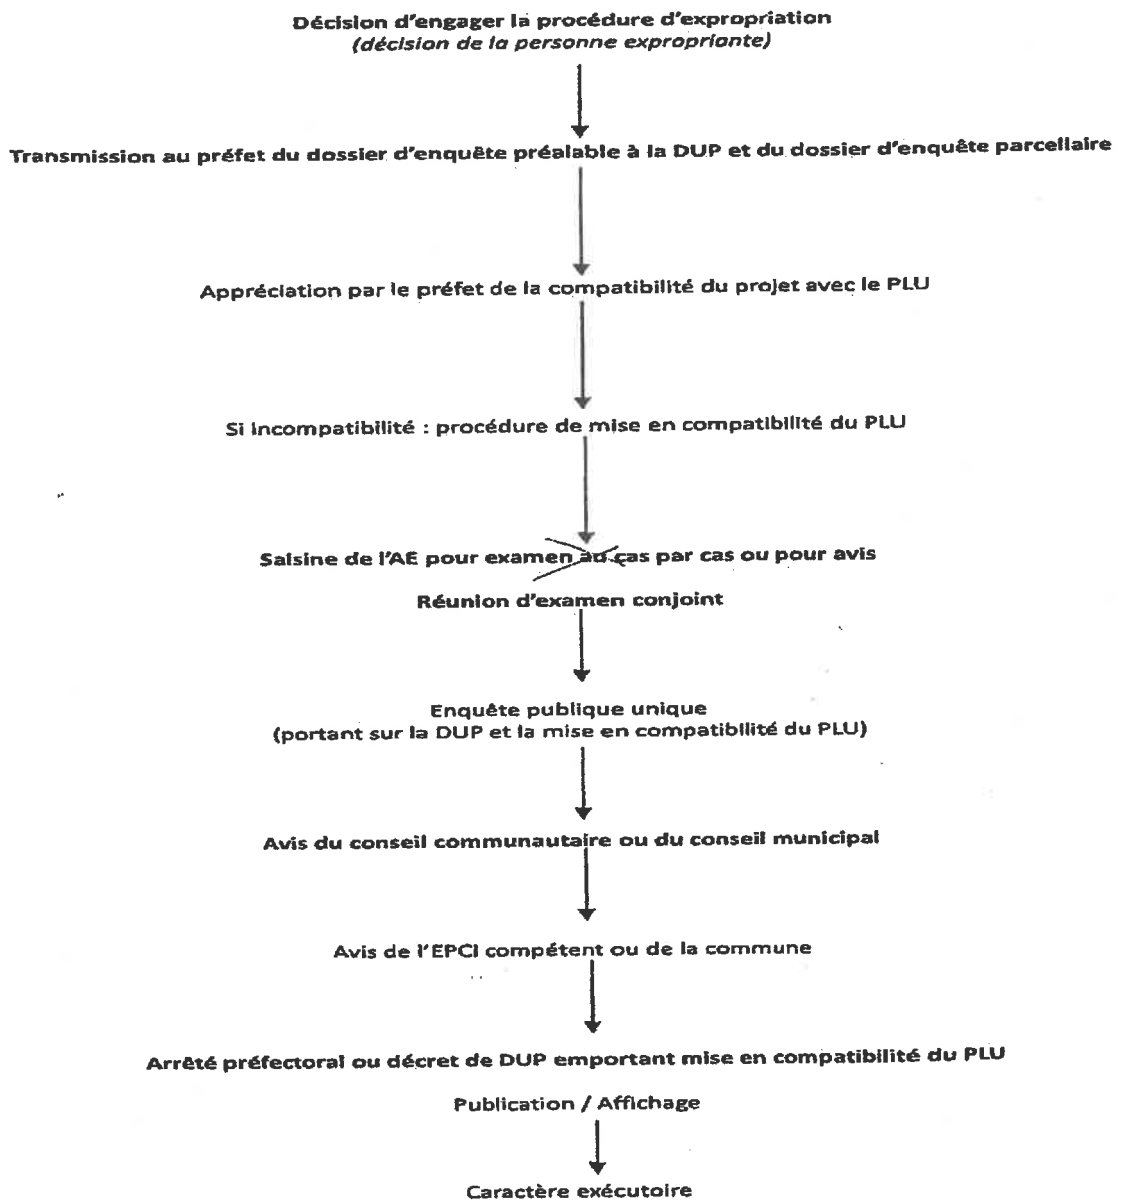 Décision d'engager la procédure d'expropriation
(décision de la personne expropriante)
Transmission au préfet du dossier d'enquête préalable à la DUP et du dossier d'enquête parcellaire
Appréciation par le préfet de la compatibilité du projet avec le PLU
Si incompatibilité : procédure de mise en compatibilité du PLU
Saisine de l'AE pour examen au cas par cas ou pour avis
Réunion d'examen conjoint
Enquête publique unique
(portant sur la DUP et la mise en compatibilité du PLU)
Avis du conseil communautaire ou du conseil municipal
Avis de l'EPCI compétent ou de la commune
Arrêté préfectoral ou décret de DUP emportant mise en compatibilité du PLU
Publication / Affichage
Caractère exécutoire